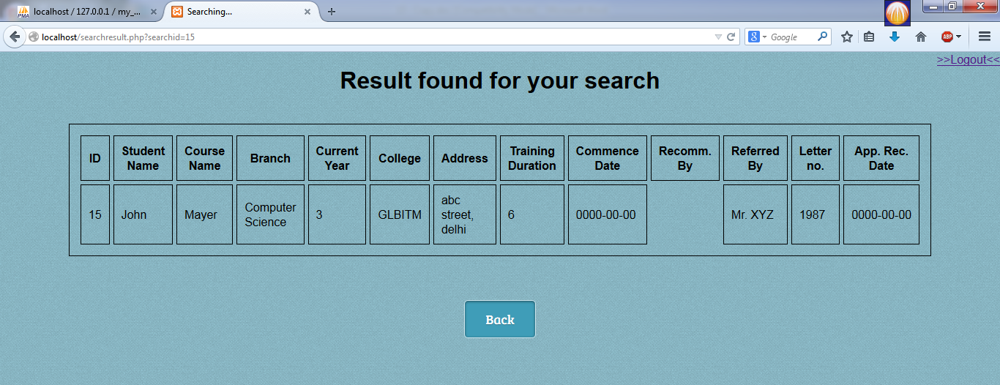 PMA localhost / 127.0.0.1 / my_... Searching...
localhost/searchresult.php?searchid=15 8 Google ABP
>>Logout<<
Result found for your search
ID Student Name Course Name Branch Current Year College Address Training Duration Commence Date Recomm. By Referred By Letter no. App. Rec. Date
15 John Mayer Computer Science 3 GLBITM abc street, delhi 6 0000-00-00 Mr. XYZ 1987 0000-00-00
Back